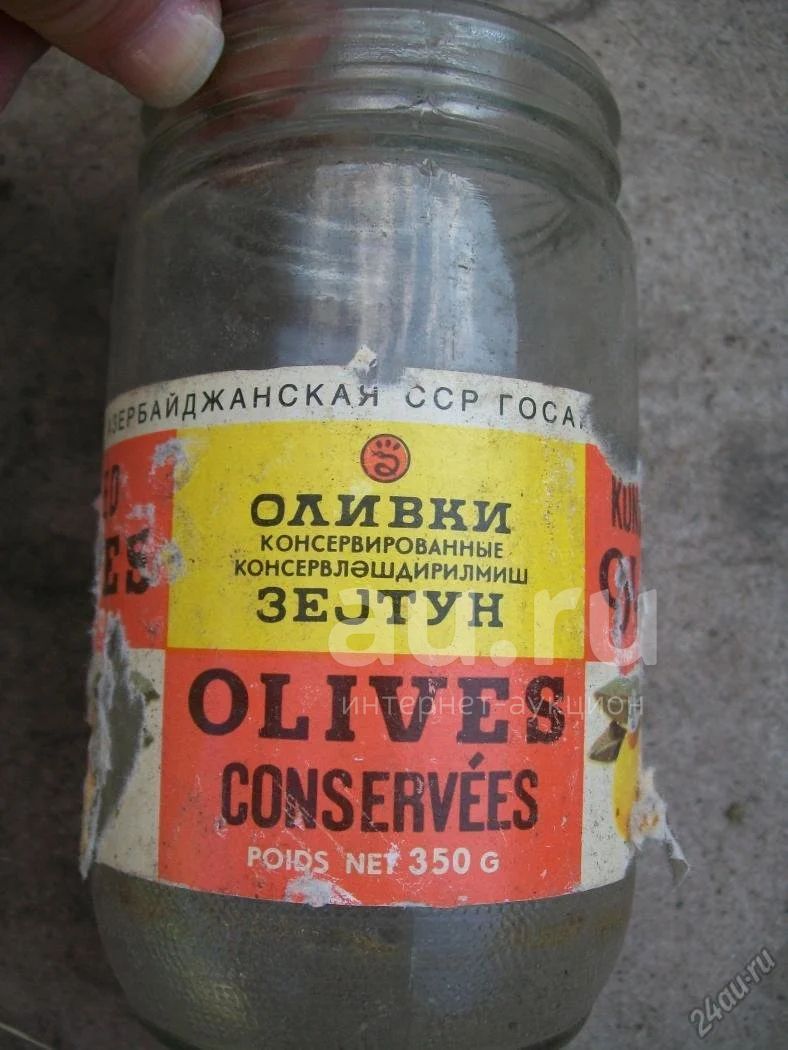 АЗЕРБАЙДЖАНСКАЯ ССР ГОСА
ОЛИВКИ
КОНСЕРВИРОВАННЫЕ
КОНСЕРВЛӘШДИРИЛМИШ
ЗЕЈТУН
OLIVES
CONSERVÉES
POIDS NET 350 G
au.ru
интернет-аукцион
24au.ru